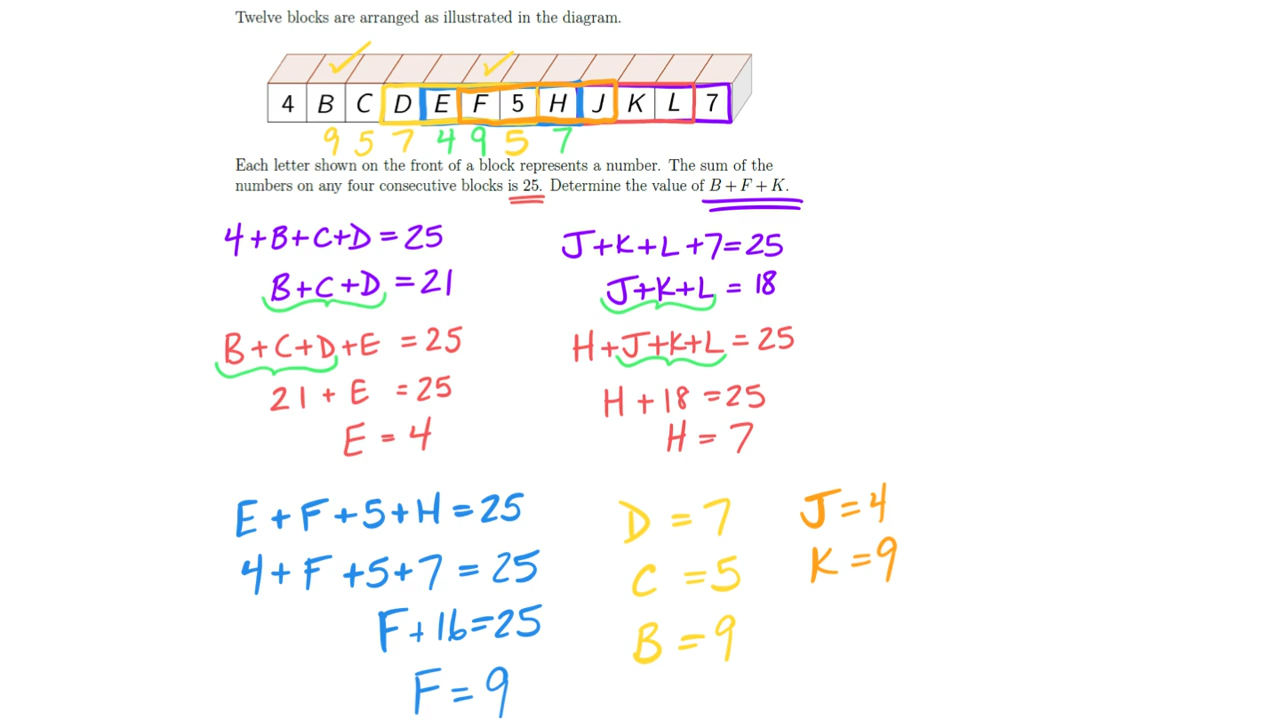 Twelve blocks are arranged as illustrated in the diagram.
4 B C D E F 5 H J K L 7
9 5 7 4 9 5 7
Each letter shown on the front of a block represents a number. The sum of the
numbers on any four consecutive blocks is 25. Determine the value of B + F + K.
4+B+C+D=25
B+C+D = 21
B+C+D+E = 25
21 + E = 25
E = 4
J+K+L+7=25
J+K+L = 18
H+J+K+L = 25
H + 18 = 25
H = 7
E + F + 5 + H = 25
4+ F +5+7 = 25
F+16=25
F = 9
D = 7
C = 5
B = 9
J=4
K=9